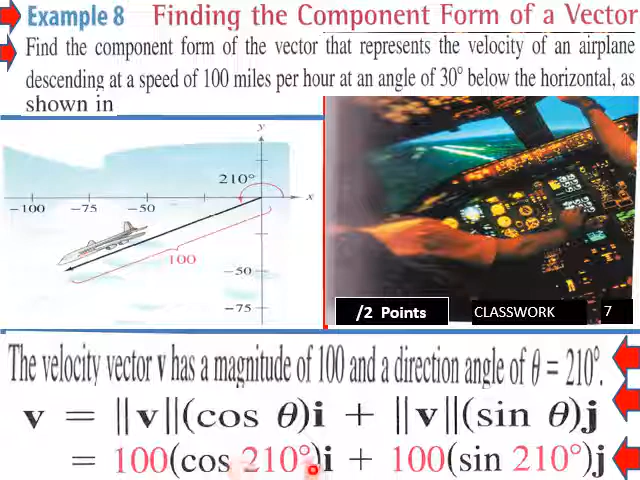 Example 8 Finding the Component Form of a Vector
Find the component form of the vector that represents the velocity of an airplane
descending at a speed of 100 miles per hour at an angle of 30° below the horizontal, as
shown in
y
210°
x
−100 −75 −50
100
−50
−75
/2 Points CLASSWORK 7
The velocity vector v has a magnitude of 100 and a direction angle of θ = 210°.
v = ||v||(cos θ)i + ||v||(sin θ)j
= 100(cos 210°)i + 100(sin 210°)j